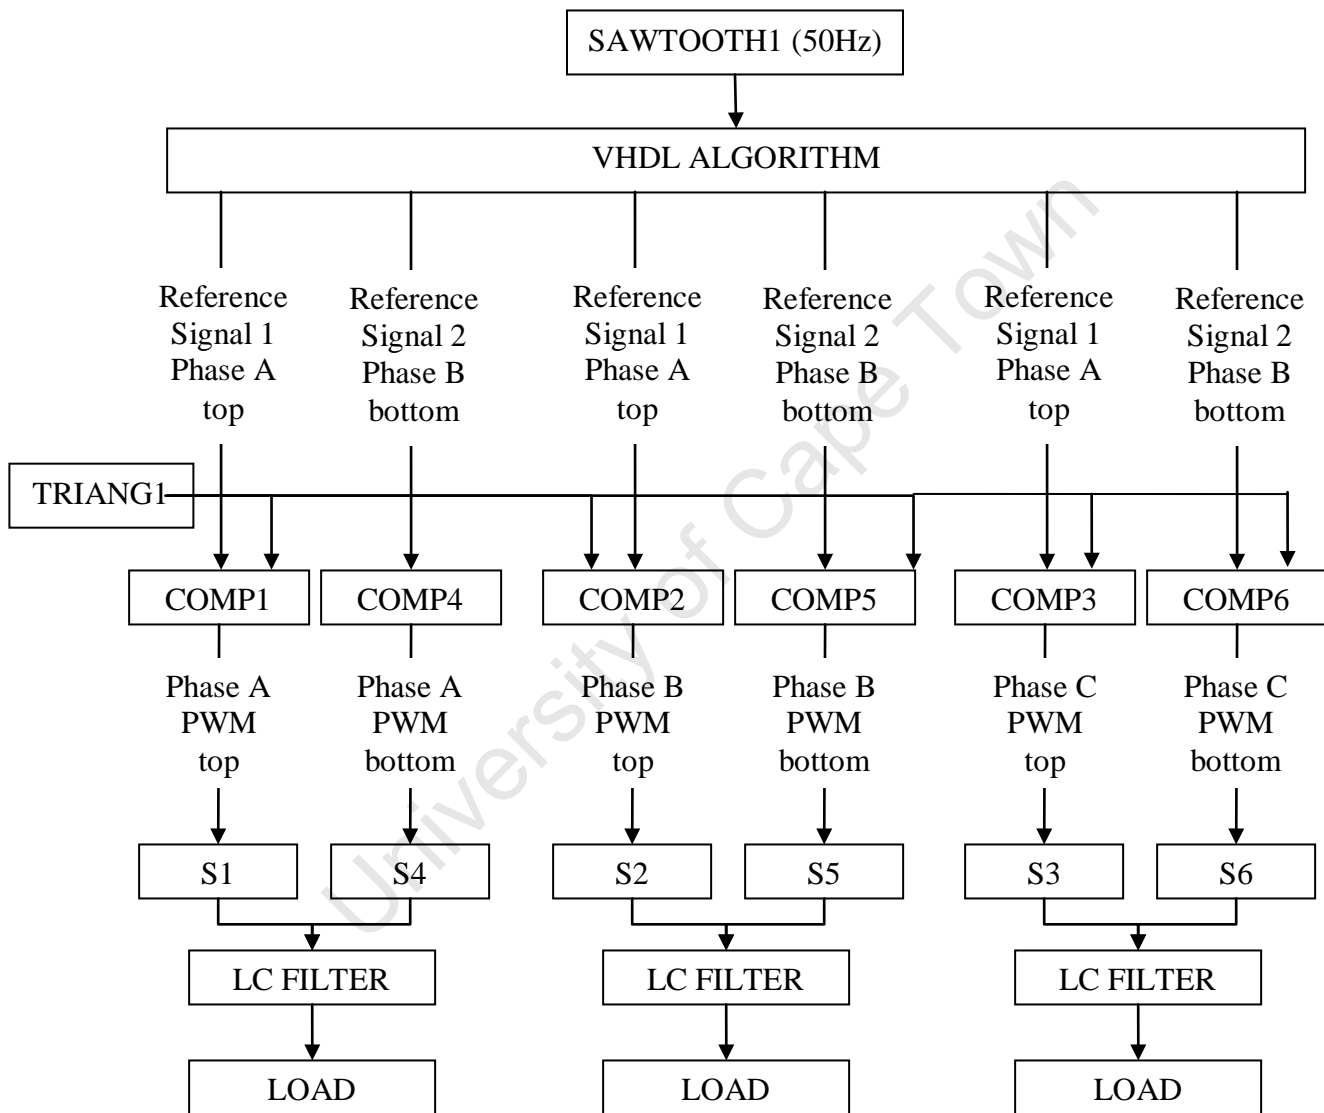 SAWTOOTH1 (50Hz)
VHDL ALGORITHM
Reference
Signal 1
Phase A
top
Reference
Signal 2
Phase B
bottom
Reference
Signal 1
Phase A
top
Reference
Signal 2
Phase B
bottom
Reference
Signal 1
Phase A
top
Reference
Signal 2
Phase B
bottom
TRIANG1
COMP1
COMP4
COMP2
COMP5
COMP3
COMP6
Phase A
PWM
top
Phase A
PWM
bottom
Phase B
PWM
top
Phase B
PWM
bottom
Phase C
PWM
top
Phase C
PWM
bottom
S1
S4
S2
S5
S3
S6
LC FILTER
LC FILTER
LC FILTER
LOAD
LOAD
LOAD
University of Cape Town